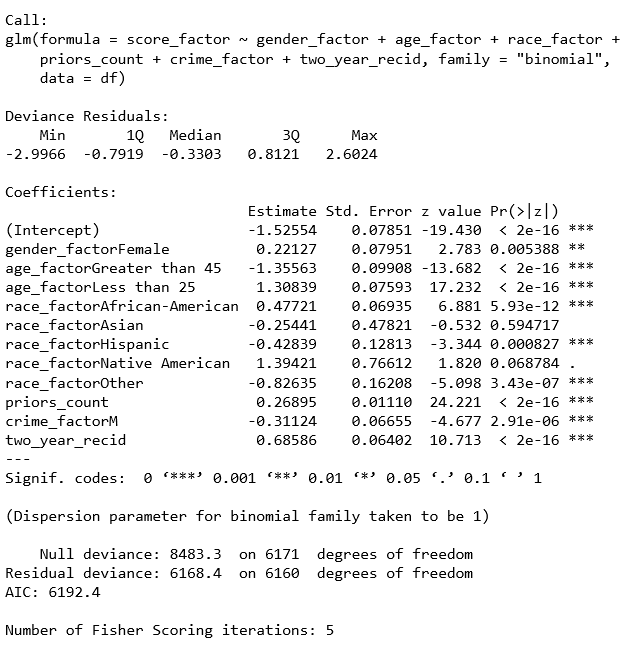 Call:
glm(formula = score_factor ~ gender_factor + age_factor + race_factor +
    priors_count + crime_factor + two_year_recid, family = "binomial",
    data = df)

Deviance Residuals:
    Min       1Q   Median       3Q      Max
-2.9966  -0.7919  -0.3303   0.8121   2.6024

Coefficients:
                            Estimate Std. Error z value Pr(>|z|)
(Intercept)                 -1.52554    0.07851 -19.430  < 2e-16 ***
gender_factorFemale          0.22127    0.07951   2.783 0.005388 **
age_factorGreater than 45   -1.35563    0.09908 -13.682  < 2e-16 ***
age_factorLess than 25       1.30839    0.07593  17.232  < 2e-16 ***
race_factorAfrican-American  0.47721    0.06935   6.881 5.93e-12 ***
race_factorAsian            -0.25441    0.47821  -0.532 0.594717
race_factorHispanic         -0.42839    0.12813  -3.344 0.000827 ***
race_factorNative American   1.39421    0.76612   1.820 0.068784 .
race_factorOther            -0.82635    0.16208  -5.098 3.43e-07 ***
priors_count                 0.26895    0.01110  24.221  < 2e-16 ***
crime_factorM               -0.31124    0.06655  -4.677 2.91e-06 ***
two_year_recid               0.68586    0.06402  10.713  < 2e-16 ***
---
Signif. codes:  0 ‘***’ 0.001 ‘**’ 0.01 ‘*’ 0.05 ‘.’ 0.1 ‘ ’ 1

(Dispersion parameter for binomial family taken to be 1)

    Null deviance: 8483.3  on 6171  degrees of freedom
Residual deviance: 6168.4  on 6160  degrees of freedom
AIC: 6192.4

Number of Fisher Scoring iterations: 5